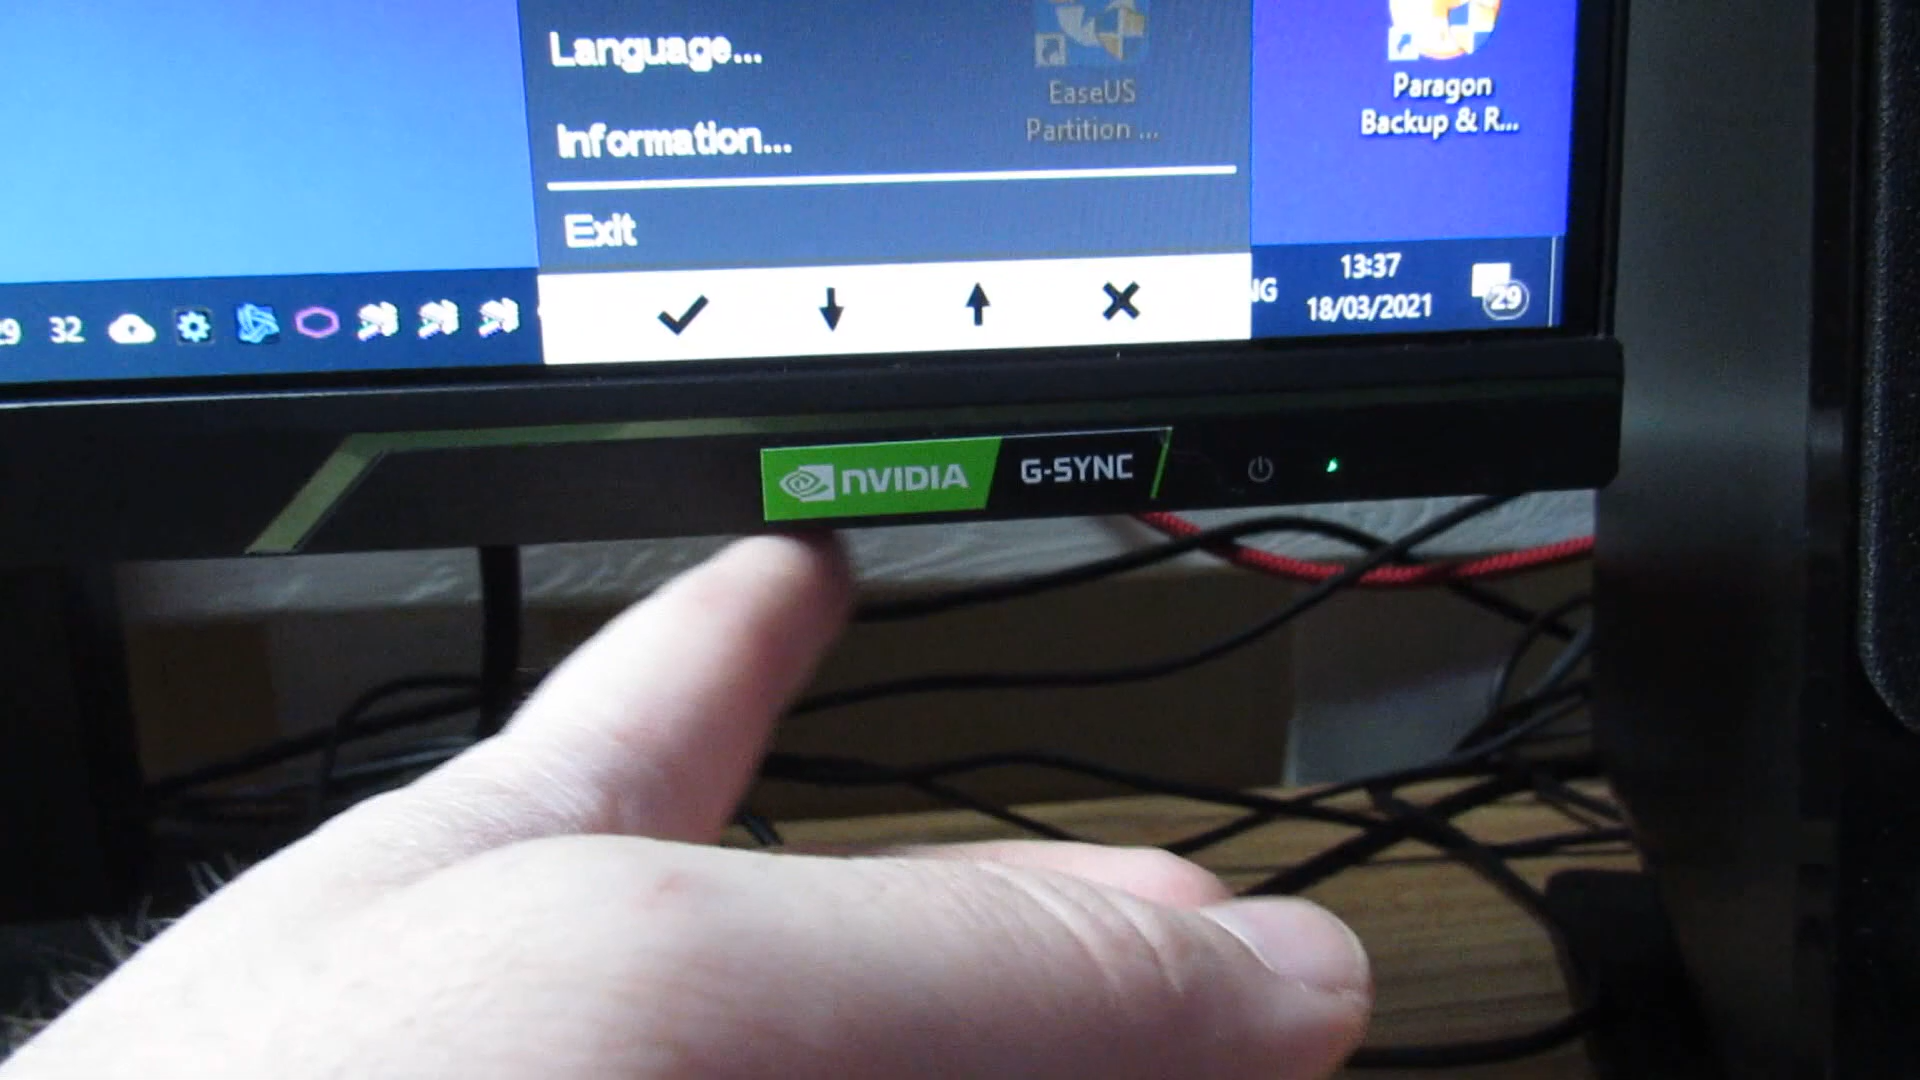 Language...
EaseUS
Partition ...
Paragon
Backup & R...
Information...
Exit
32
13:37
18/03/2021
29
NVIDIA G-SYNC